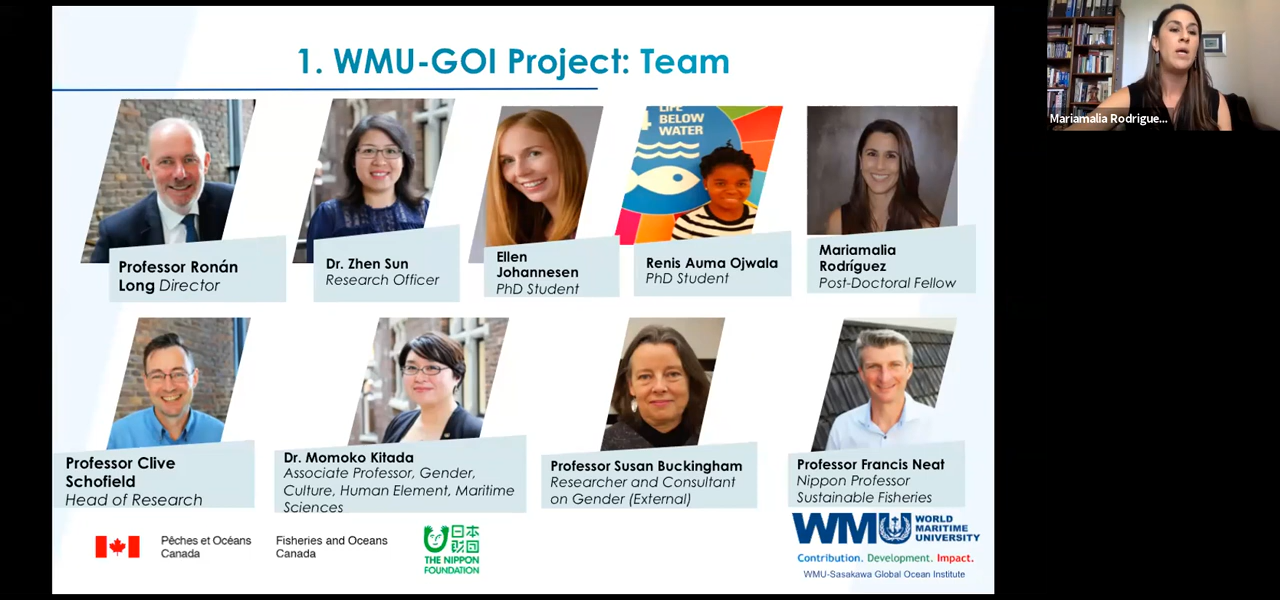 1. WMU-GOI Project: Team
Mariamalia Rodrigue...
4 LIFE
BELOW
WATER
Professor Ronán
Long Director
Dr. Zhen Sun
Research Officer
Ellen
Johannesen
PhD Student
Renis Auma Ojwala
PhD Student
Mariamalia
Rodríguez
Post-Doctoral Fellow
Professor Clive
Schofield
Head of Research
Dr. Momoko Kitada
Associate Professor, Gender,
Culture, Human Element, Maritime
Sciences
Professor Susan Buckingham
Researcher and Consultant
on Gender (External)
Professor Francis Neat
Nippon Professor
Sustainable Fisheries
Pêches et Océans
Canada
Fisheries and Oceans
Canada
日本
財団
THE NIPPON
FOUNDATION
WMU WORLD
MARITIME
UNIVERSITY
Contribution. Development. Impact.
WMU-Sasakawa Global Ocean Institute